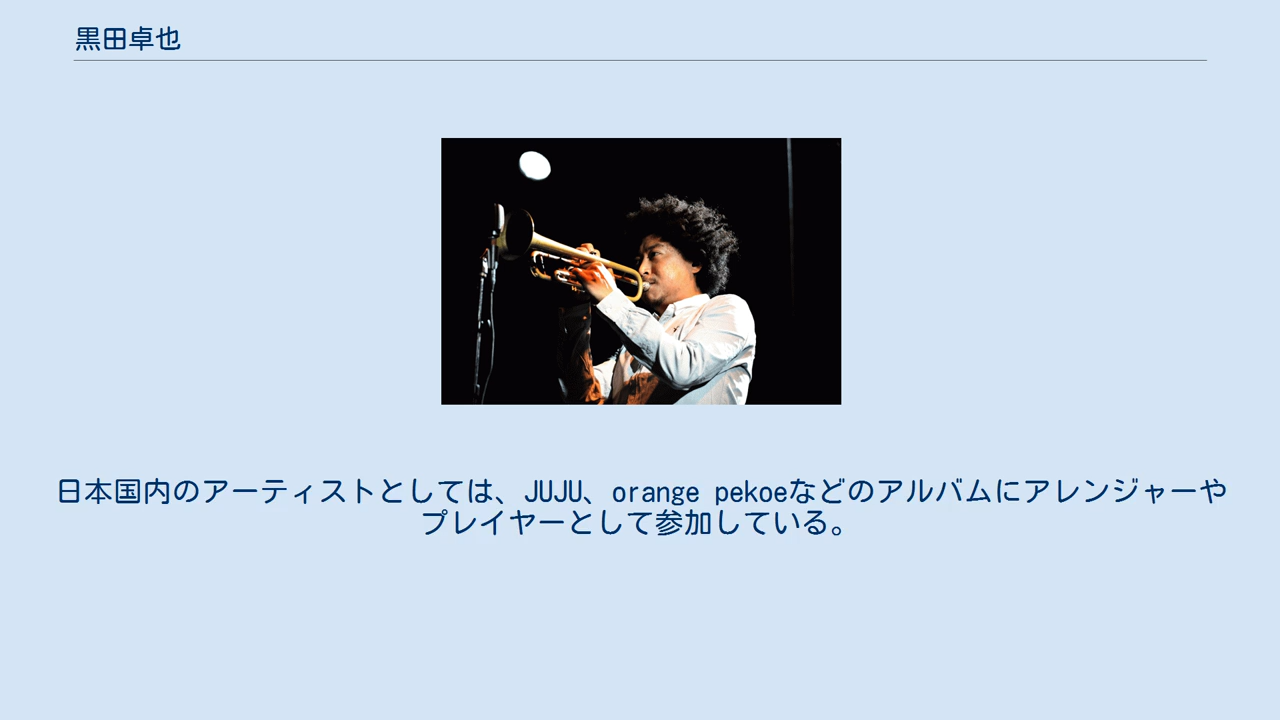 黒田卓也
日本国内のアーティストとしては、JUJU、orange pekoeなどのアルバムにアレンジャーや
プレイヤーとして参加している。